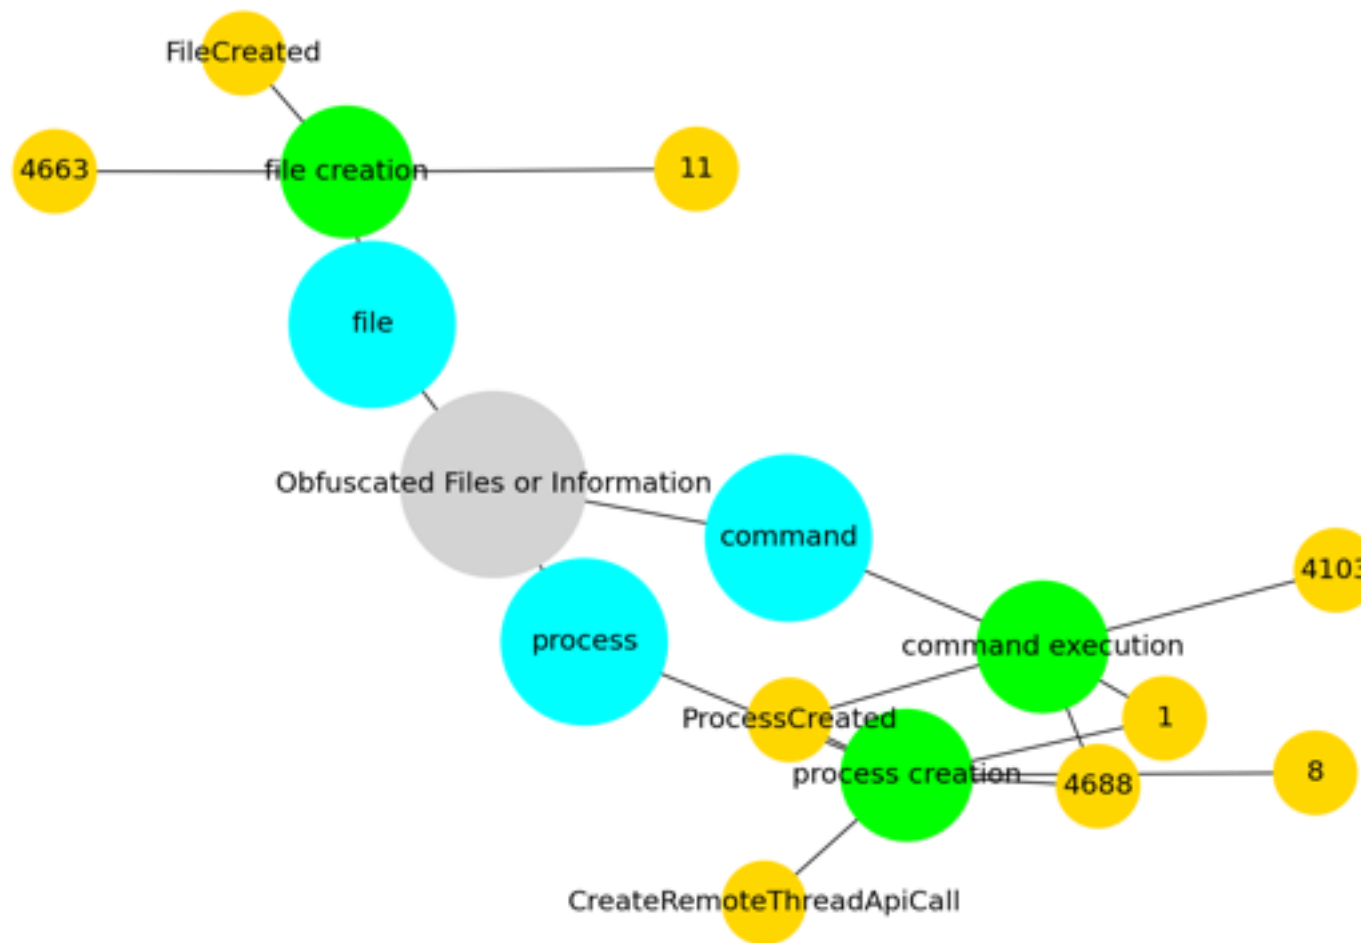 FileCreated
4663
file creation
11
file
Obfuscated Files or Information
command
4103
process
command execution
ProcessCreated
1
process creation
4688
8
CreateRemoteThreadApiCall